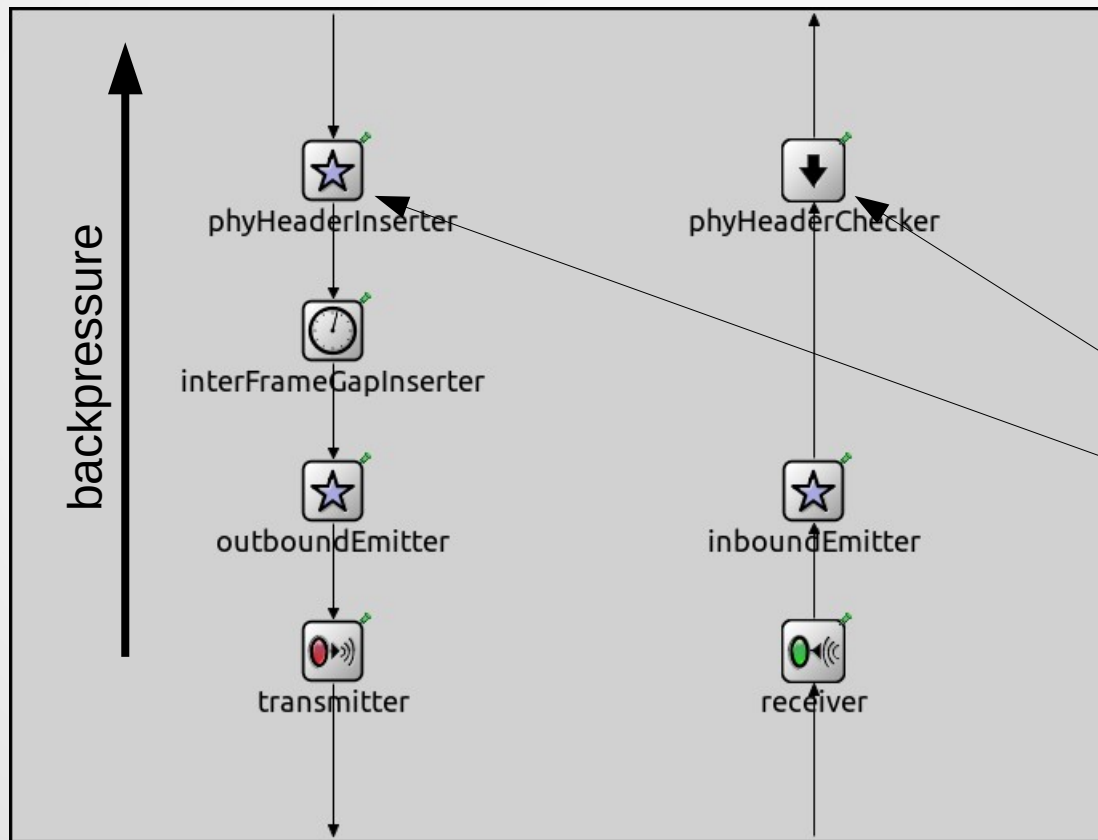 backpressure
phyHeaderInserter
phyHeaderChecker
interFrameGapInserter
outboundEmitter
inboundEmitter
transmitter
receiver